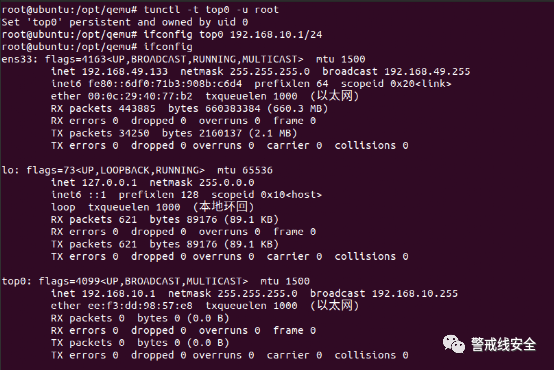 root@ubuntu:/opt/qemu# tunctl -t top0 -u root
Set 'top0' persistent and owned by uid 0
root@ubuntu:/opt/qemu# ifconfig top0 192.168.10.1/24
root@ubuntu:/opt/qemu# ifconfig
ens33: flags=4163<UP,BROADCAST,RUNNING,MULTICAST>  mtu 1500
        inet 192.168.49.133  netmask 255.255.255.0  broadcast 192.168.49.255
        inet6 fe80::6df0:71b3:908b:c6d4  prefixlen 64  scopeid 0x20<link>
        ether 00:0c:29:40:77:b2  txqueuelen 1000  (以太网)
        RX packets 443885  bytes 660383384 (660.3 MB)
        RX errors 0  dropped 0  overruns 0  frame 0
        TX packets 34250  bytes 2160137 (2.1 MB)
        TX errors 0  dropped 0 overruns 0  carrier 0  collisions 0
lo: flags=73<UP,LOOPBACK,RUNNING>  mtu 65536
        inet 127.0.0.1  netmask 255.0.0.0
        inet6 ::1  prefixlen 128  scopeid 0x10<host>
        loop  txqueuelen 1000  (本地环回)
        RX packets 621  bytes 89176 (89.1 KB)
        RX errors 0  dropped 0  overruns 0  frame 0
        TX packets 621  bytes 89176 (89.1 KB)
        TX errors 0  dropped 0 overruns 0  carrier 0  collisions 0
top0: flags=4099<UP,BROADCAST,MULTICAST>  mtu 1500
        inet 192.168.10.1  netmask 255.255.255.0  broadcast 192.168.10.255
        ether ee:f3:dd:98:57:e8  txqueuelen 1000  (以太网)
        RX packets 0  bytes 0 (0.0 B)
        RX errors 0  dropped 0  overruns 0  frame 0
        TX packets 0  bytes 0 (0.0 B)
        TX errors 0  dropped 0 overruns 0  carrier 0  collisions 0
警戒线安全